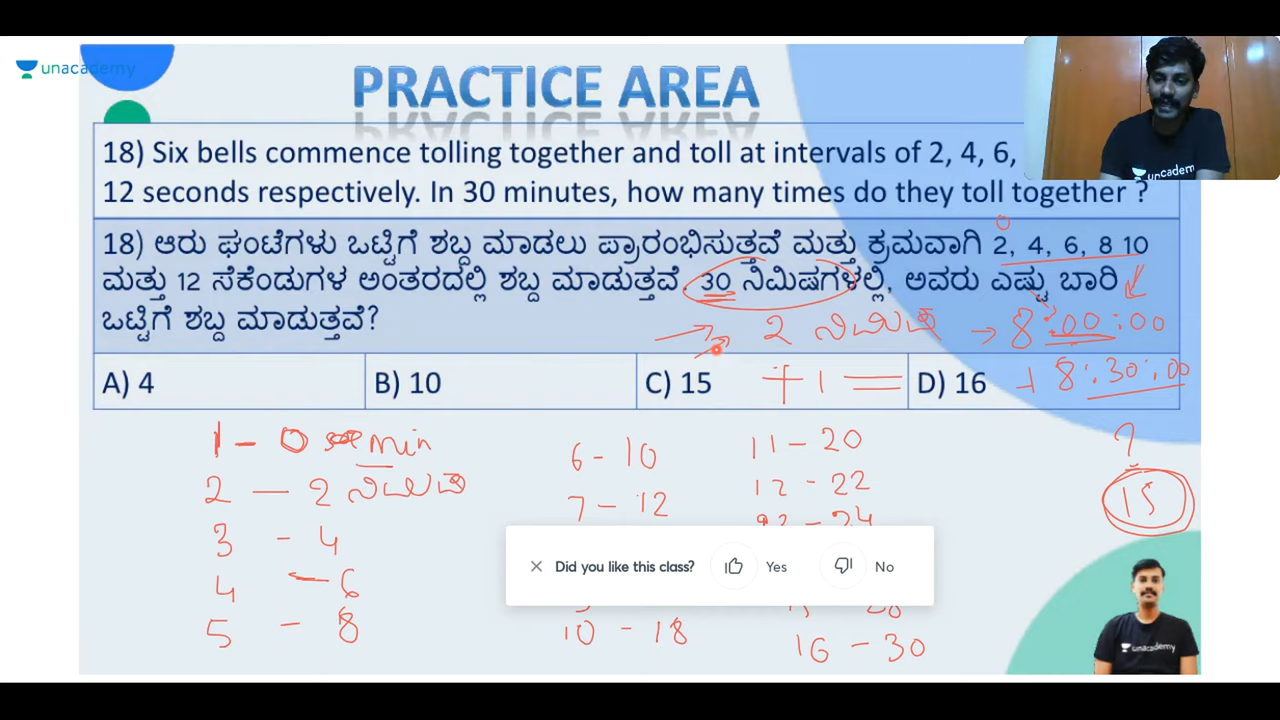 unacademy
PRACTICE AREA
18) Six bells commence tolling together and toll at intervals of 2, 4, 6,
12 seconds respectively. In 30 minutes, how many times do they toll together ?
unacademy
0
18) ಆರು ಘಂಟೆಗಳು ಒಟ್ಟಿಗೆ ಶಬ್ದ ಮಾಡಲು ಪ್ರಾರಂಭಿಸುತ್ತವೆ ಮತ್ತು ಕ್ರಮವಾಗಿ 2, 4, 6, 8 10
ಮತ್ತು 12 ಸೆಕೆಂಡುಗಳ ಅಂತರದಲ್ಲಿ ಶಬ್ದ ಮಾಡುತ್ತವೆ. 30 ನಿಮಿಷಗಳಲ್ಲಿ, ಅವರು ಎಷ್ಟು ಬಾರಿ
ಒಟ್ಟಿಗೆ ಶಬ್ದ ಮಾಡುತ್ತವೆ?
2 ನಿಮಿಷ → 8:00:00
A) 4 B) 10 C) 15 + 1 = D) 16
8:30:00
1 - 0 min
2 — 2 ನಿಮಿಷ
3 - 4
4 - 6
5 - 8
6 - 10
7 - 12
10 - 18
11 - 20
12 - 22
- 24
16 - 30
?
15
Did you like this class? Yes No
unacademy